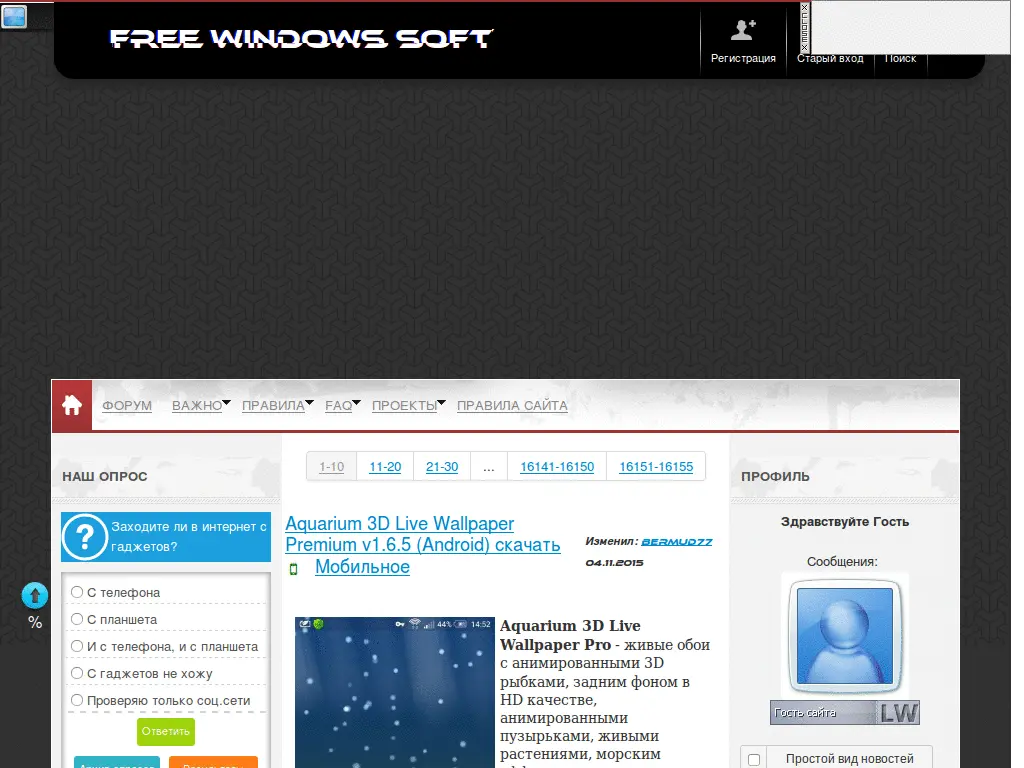 FREE WINDOWS SOFT
Регистрация
Старый вход
Поиск
X CLOSE X
ФОРУМ
ВАЖНО
ПРАВИЛА
FAQ
ПРОЕКТЫ
ПРАВИЛА САЙТА
НАШ ОПРОС
Заходите ли в интернет с
гаджетов?
С телефона
С планшета
И с телефона, и с планшета
С гаджетов не хожу
Проверяю только соц.сети
Ответить
%
1-10
11-20
21-30
...
16141-16150
16151-16155
Aquarium 3D Live Wallpaper
Premium v1.6.5 (Android) скачать
Мобильное
Изменил: BERMUD77
04.11.2015
44% 14:52
Aquarium 3D Live
Wallpaper Pro - живые обои
с анимированными 3D
рыбками, задним фоном в
HD качестве,
анимированными
пузырьками, живыми
растениями, морским
ПРОФИЛЬ
Здравствуйте Гость
Сообщения:
Гость сайта
LW
Простой вид новостей